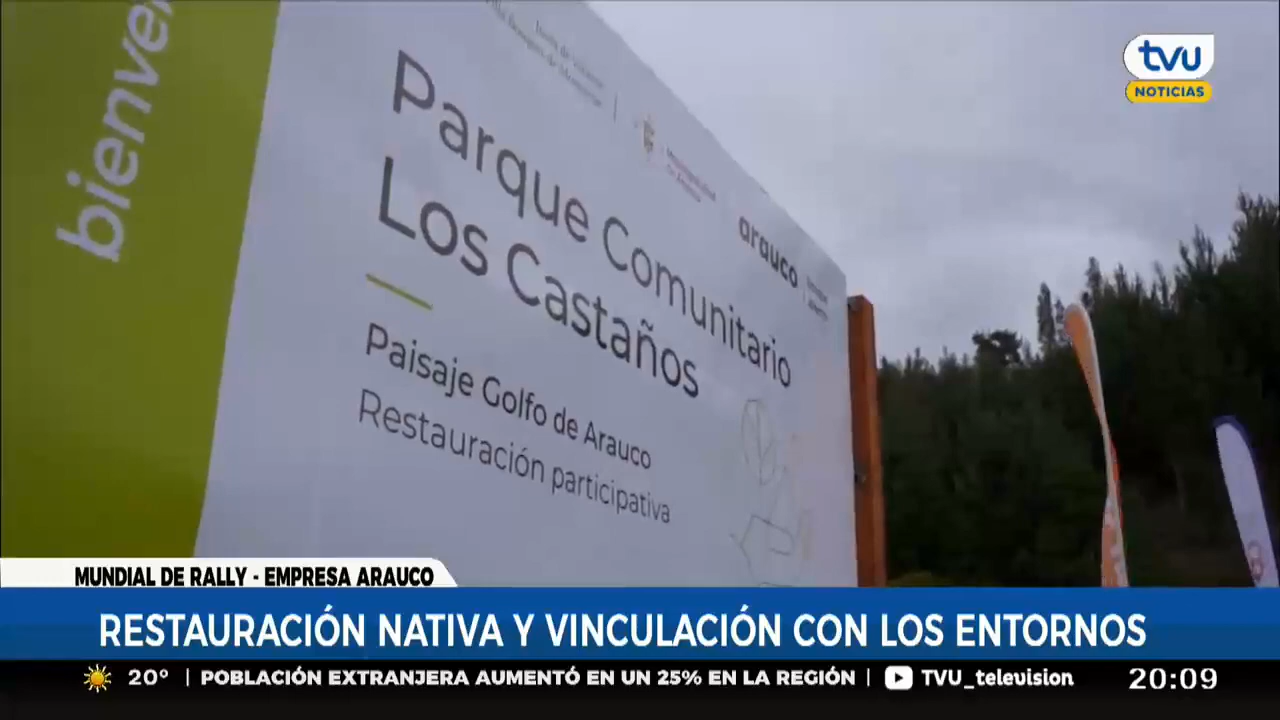 bienve
Parque Comunitario
Los Castaños
Paisaje Golfo de Arauco
Restauración participativa
arauco
tvu
NOTICIAS
MUNDIAL DE RALLY - EMPRESA ARAUCO
RESTAURACIÓN NATIVA Y VINCULACIÓN CON LOS ENTORNOS
20° | POBLACIÓN EXTRANJERA AUMENTÓ EN UN 25% EN LA REGIÓN | TVU_television
20:09